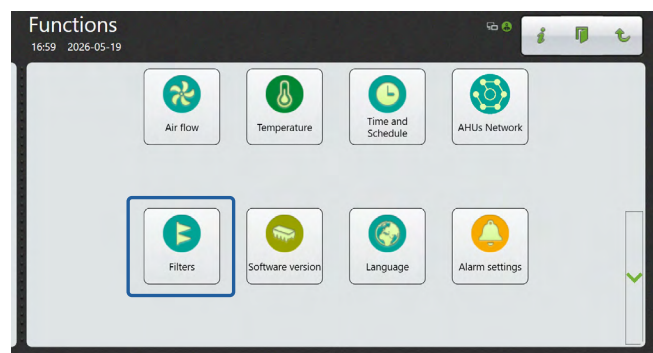 Functions
16:59 2026-05-19
Air flow
Temperature
Time and
Schedule
AHUs Network
Filters
Software version
Language
Alarm settings